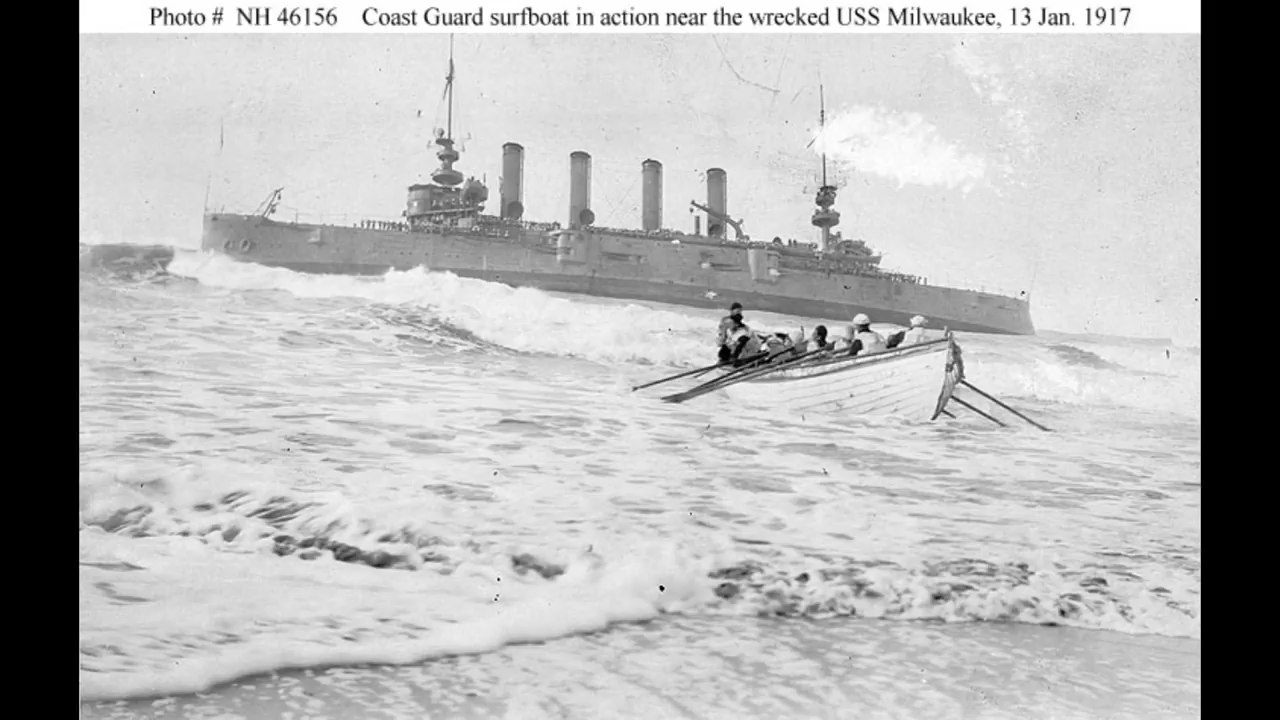 Photo # NH 46156 Coast Guard surfboat in action near the wrecked USS Milwaukee, 13 Jan. 1917